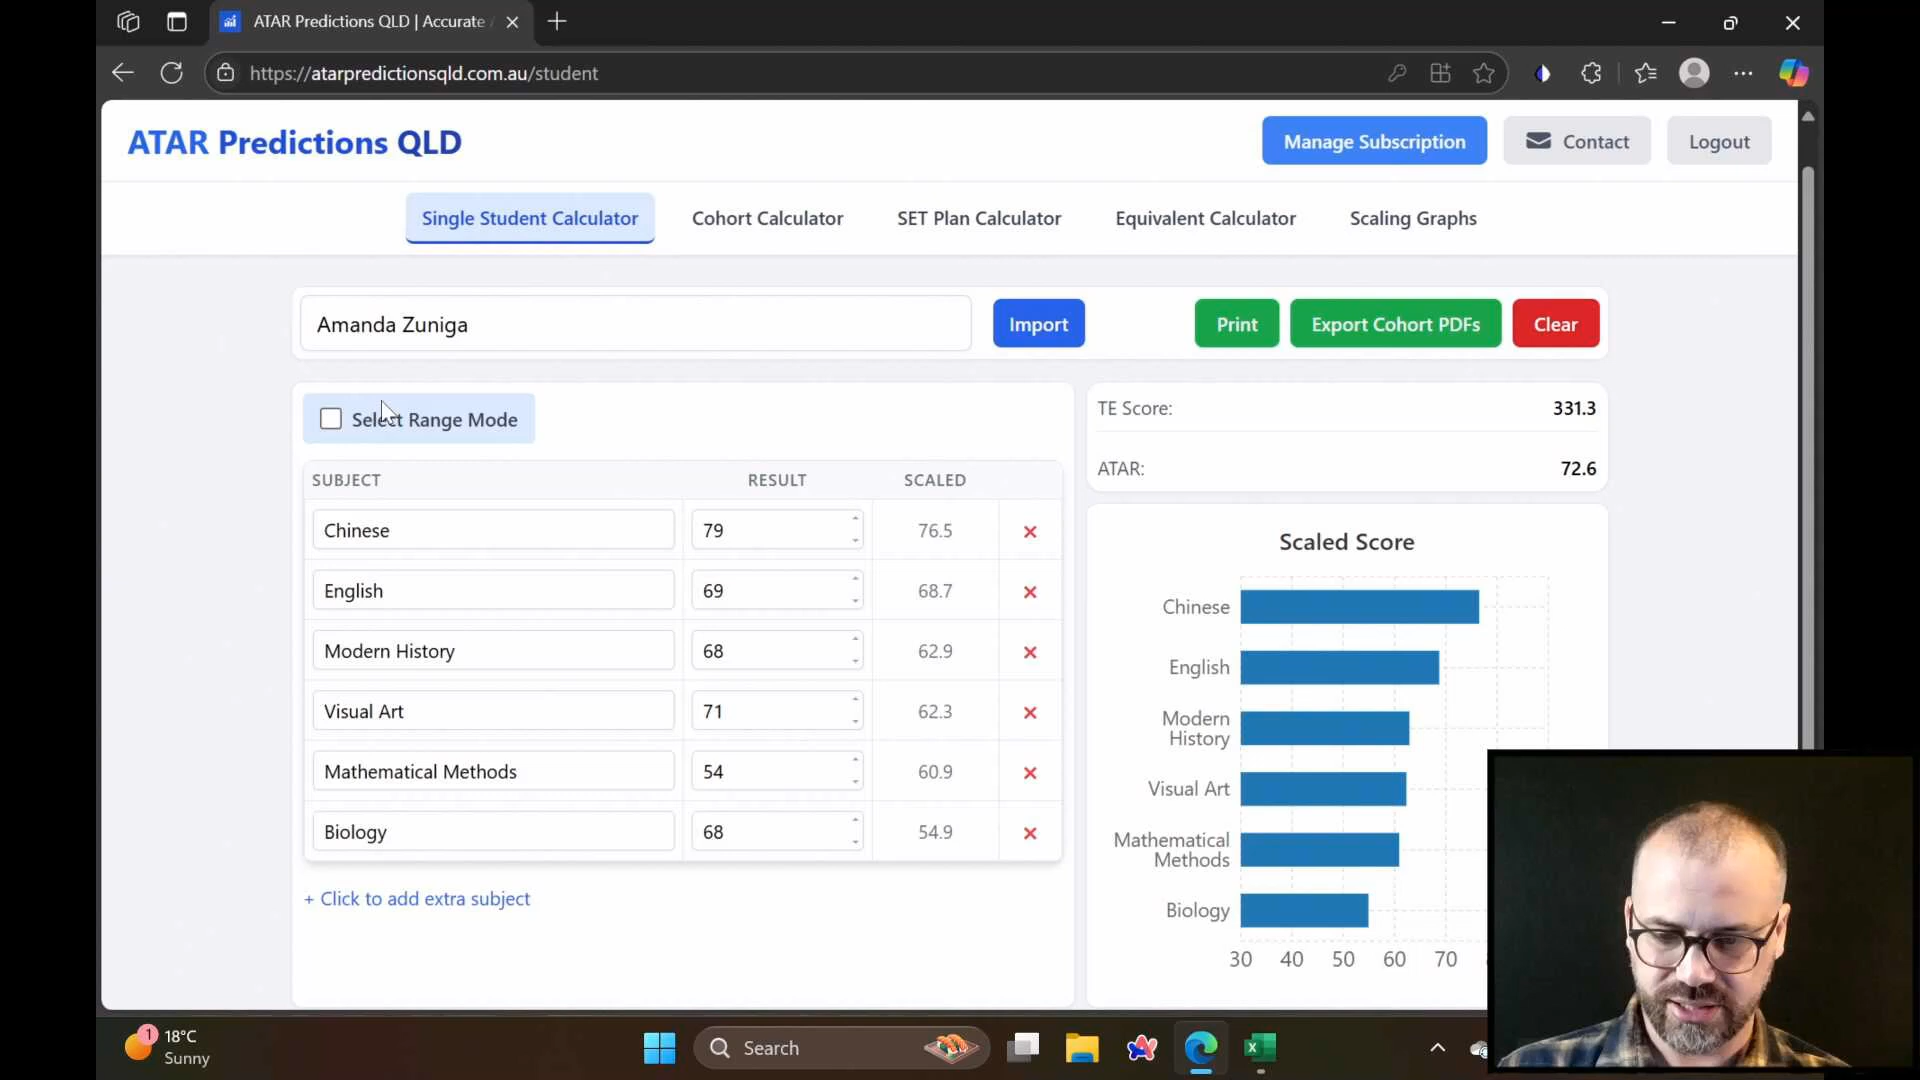 ATAR Predictions QLD | Accurate
https://atarpredictionsqld.com.au/student
ATAR Predictions QLD
Manage Subscription
Contact
Logout
Single Student Calculator
Cohort Calculator
SET Plan Calculator
Equivalent Calculator
Scaling Graphs
Amanda Zuniga
Import
Print
Export Cohort PDFs
Clear
Select Range Mode
SUBJECT RESULT SCALED
Chinese 79 76.5
English 69 68.7
Modern History 68 62.9
Visual Art 71 62.3
Mathematical Methods 54 60.9
Biology 68 54.9
+ Click to add extra subject
TE Score: 331.3
ATAR: 72.6
Scaled Score
Chinese
English
Modern
History
Visual Art
Mathematical
Methods
Biology
30 40 50 60 70
1
18°C
Sunny
Search